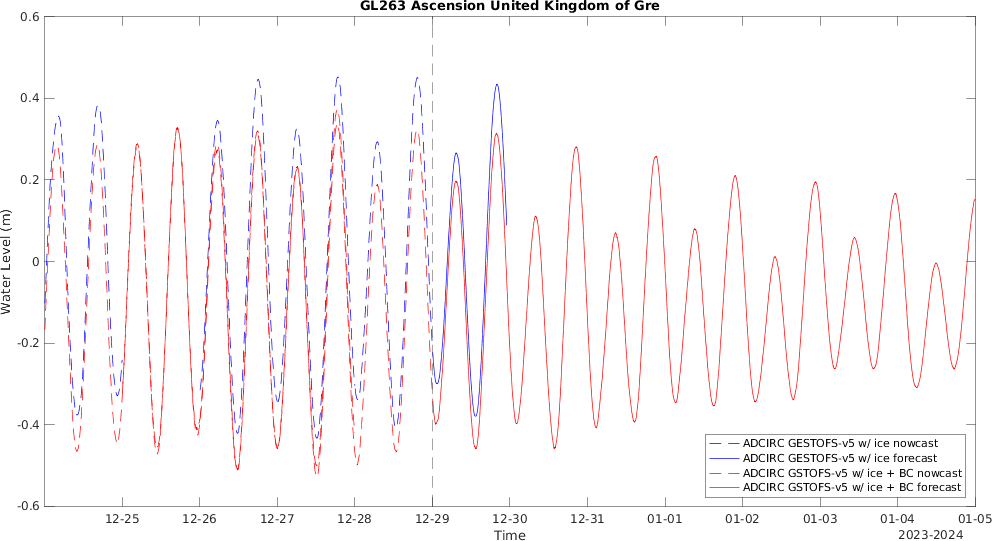 GL263 Ascension United Kingdom of Gre
0.6
0.4
0.2
0
-0.2
-0.4
-0.6
Water Level (m)
12-25 12-26 12-27 12-28 12-29 12-30 12-31 01-01 01-02 01-03 01-04 01-05
Time
2023-2024
ADCIRC GESTOFS-v5 w/ ice nowcast
ADCIRC GESTOFS-v5 w/ ice forecast
ADCIRC GSTOFS-v5 w/ ice + BC nowcast
ADCIRC GSTOFS-v5 w/ ice + BC forecast